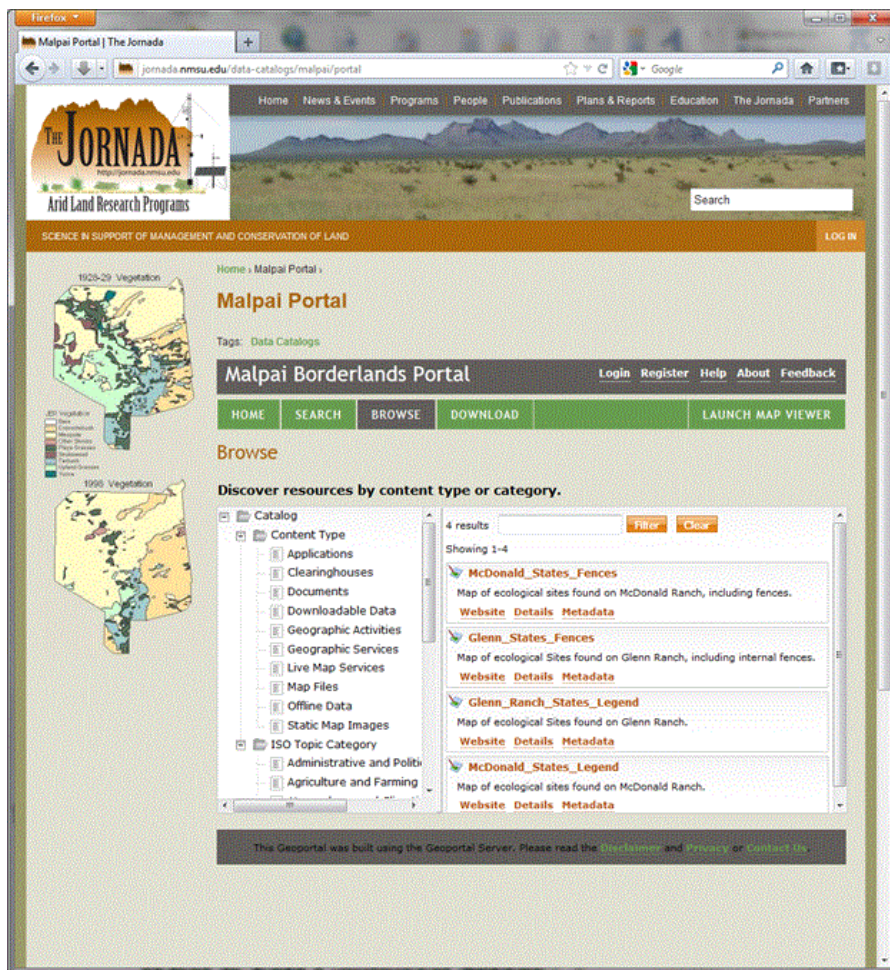 Firefox
Malpai Portal | The Jornada
jornada.nmsu.edu/data-catalogs/malpai/portal
Google
Home News & Events Programs People Publications Plans & Reports Education The Jornada Partners
THE JORNADA
http://jornada.nmsu.edu
Arid Land Research Programs
Search
SCIENCE IN SUPPORT OF MANAGEMENT AND CONSERVATION OF LAND
LOG IN
1928-29 Vegetation
JER Vegetation
Mesquite
Other Shrubs
Playa Grasses
Tarbush
Upland Grasses
1998 Vegetation
Home › Malpai Portal ›
Malpai Portal
Tags: Data Catalogs
Malpai Borderlands Portal
Login Register Help About Feedback
HOME SEARCH BROWSE DOWNLOAD LAUNCH MAP VIEWER
Browse
Discover resources by content type or category.
Catalog
Content Type
Applications
Clearinghouses
Documents
Downloadable Data
Geographic Activities
Geographic Services
Live Map Services
Map Files
Offline Data
Static Map Images
ISO Topic Category
Administrative and Politi
Agriculture and Farming
4 results Filter Clear
Showing 1-4
McDonald_States_Fences
Map of ecological sites found on McDonald Ranch, including fences.
Website Details Metadata
Glenn_States_Fences
Map of ecological Sites found on Glenn Ranch, including internal fences.
Website Details Metadata
Glenn_Ranch_States_Legend
Map of ecological Sites found on Glenn Ranch.
Website Details Metadata
McDonald_States_Legend
Map of ecological sites found on McDonald Ranch.
Website Details Metadata
This Geoportal was built using the Geoportal Server. Please read the Disclaimer and Privacy or Contact Us.